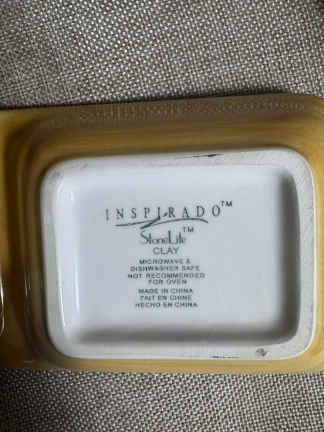 INSPIRADO™
StoneLite™
CLAY
MICROWAVE &
DISHWASHER SAFE
NOT RECOMMENDED
FOR OVEN
MADE IN CHINA
FAIT EN CHINE
HECHO EN CHINA